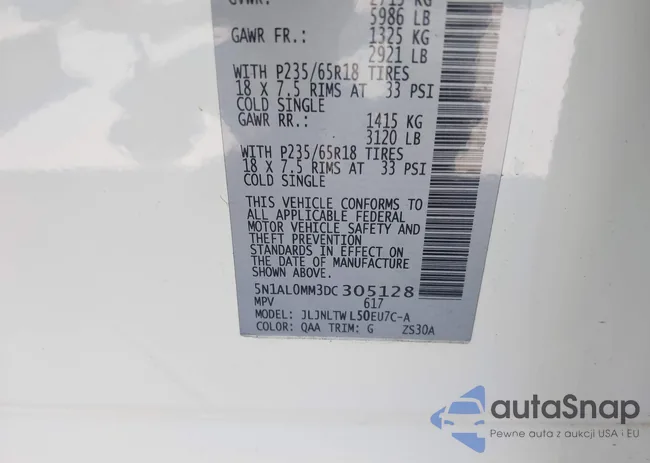 GVWR: 2715 KG
5986 LB
GAWR FR.: 1325 KG
2921 LB
WITH P235/65R18 TIRES
18 X 7.5 RIMS AT 33 PSI
COLD SINGLE
GAWR RR.: 1415 KG
3120 LB
WITH P235/65R18 TIRES
18 X 7.5 RIMS AT 33 PSI
COLD SINGLE
THIS VEHICLE CONFORMS TO
ALL APPLICABLE FEDERAL
MOTOR VEHICLE SAFETY AND
THEFT PREVENTION
STANDARDS IN EFFECT ON
THE DATE OF MANUFACTURE
SHOWN ABOVE.
5N1AL0MM3DC305128
MPV 617
MODEL: JLJNLTWL50EU7C-A
COLOR: QAA TRIM: G ZS30A
autaSnap
Pewne auta z aukcji USA i EU